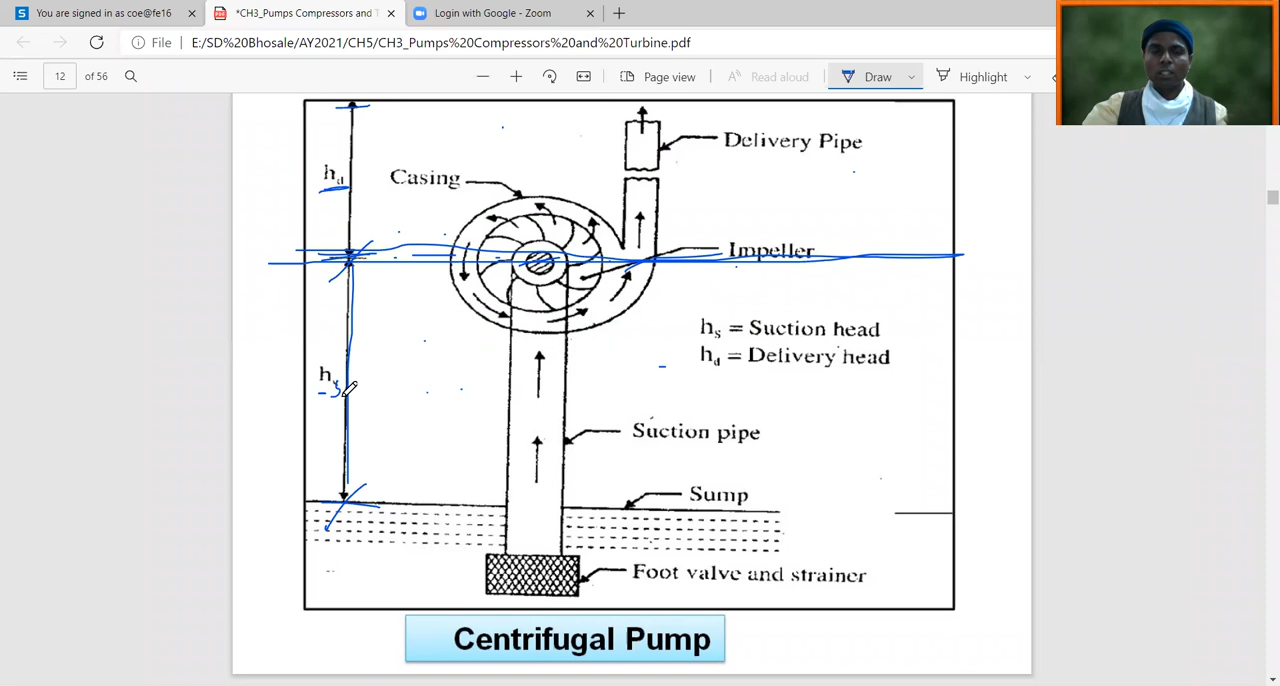 You are signed in as coe@fe16
*CH3_Pumps Compressors and T
Login with Google - Zoom
File
E:/SD%20Bhosale/AY2021/CH5/CH3_Pumps%20Compressors%20and%20Turbine.pdf
12
of 56
Page view
Read aloud
Draw
Highlight
Delivery Pipe
hd
Casing
Impeller
hs = Suction head
hd = Delivery head
hs
Suction pipe
Sump
Foot valve and strainer
Centrifugal Pump